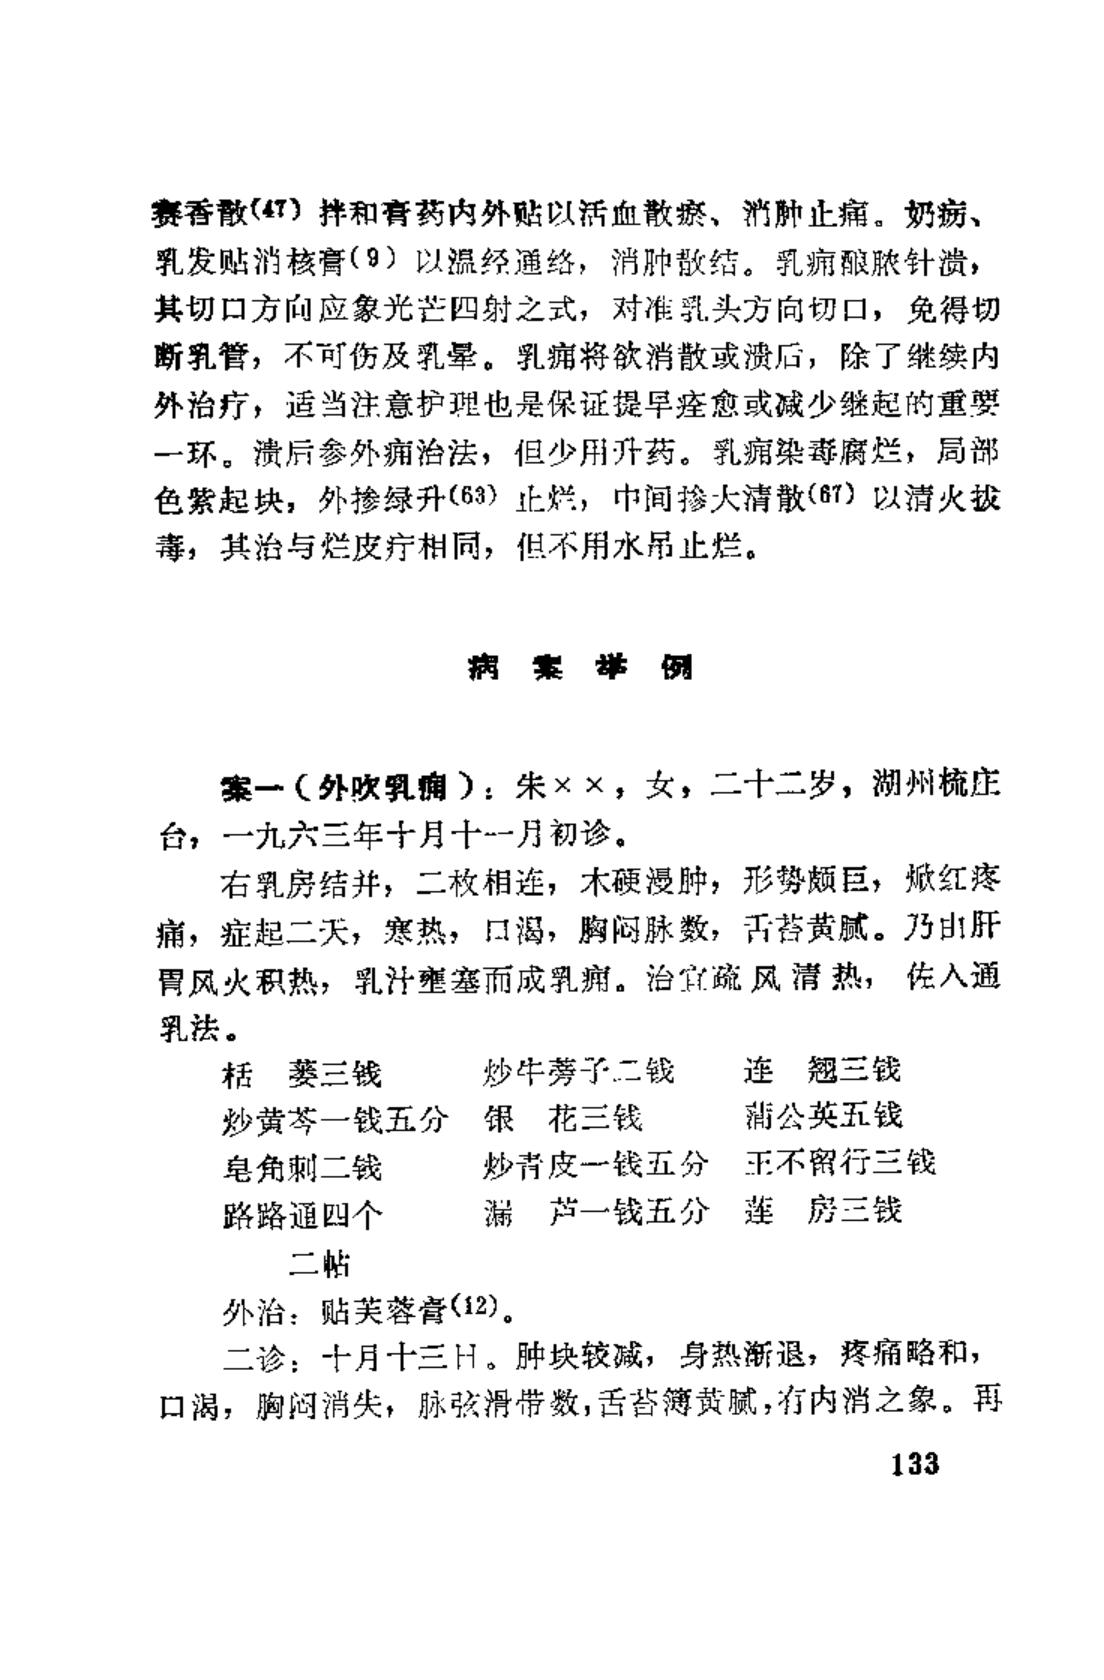 赛香散(47) 拌和膏药内外贴以活血散瘀、消肿止痛。奶痨、
乳发贴消核膏(9) 以温经通络，消肿散结。乳痈酿脓针溃，
其切口方向应象光芒四射之式，对准乳头方向切口，免得切
断乳管，不可伤及乳晕。乳痈将欲消散或溃后，除了继续内
外治疗，适当注意护理也是保证提早痊愈或减少继起的重要
一环。溃后参外痈治法，但少用升药。乳痈染毒腐烂，局部
色紫起块，外掺绿升(63) 止烂，中间掺大清散(67) 以清火拔
毒，其治与烂皮疔相同，但不用水吊止烂。
病案举例
案一（外吹乳痈）：朱××，女，二十二岁，湖州梳庄
台，一九六三年十月十一月初诊。
右乳房结并，二枚相连，木硬漫肿，形势颇巨，焮红疼
痛，症起二天，寒热，口渴，胸闷脉数，舌苔黄腻。乃由肝
胃风火积热，乳汁壅塞而成乳痈。治宜疏风清热，佐入通
乳法。
栝　蒌三钱　炒牛蒡子二钱　连　翘三钱
炒黄芩一钱五分　银　花三钱　蒲公英五钱
皂角刺二钱　炒青皮一钱五分　王不留行三钱
路路通四个　漏　芦一钱五分　莲　房三钱
二帖
外治：贴芙蓉膏(12)。
二诊：十月十三日。肿块较减，身热渐退，疼痛略和，
口渴，胸闷消失，脉弦滑带数，舌苔簿黄腻，有内消之象。再
133